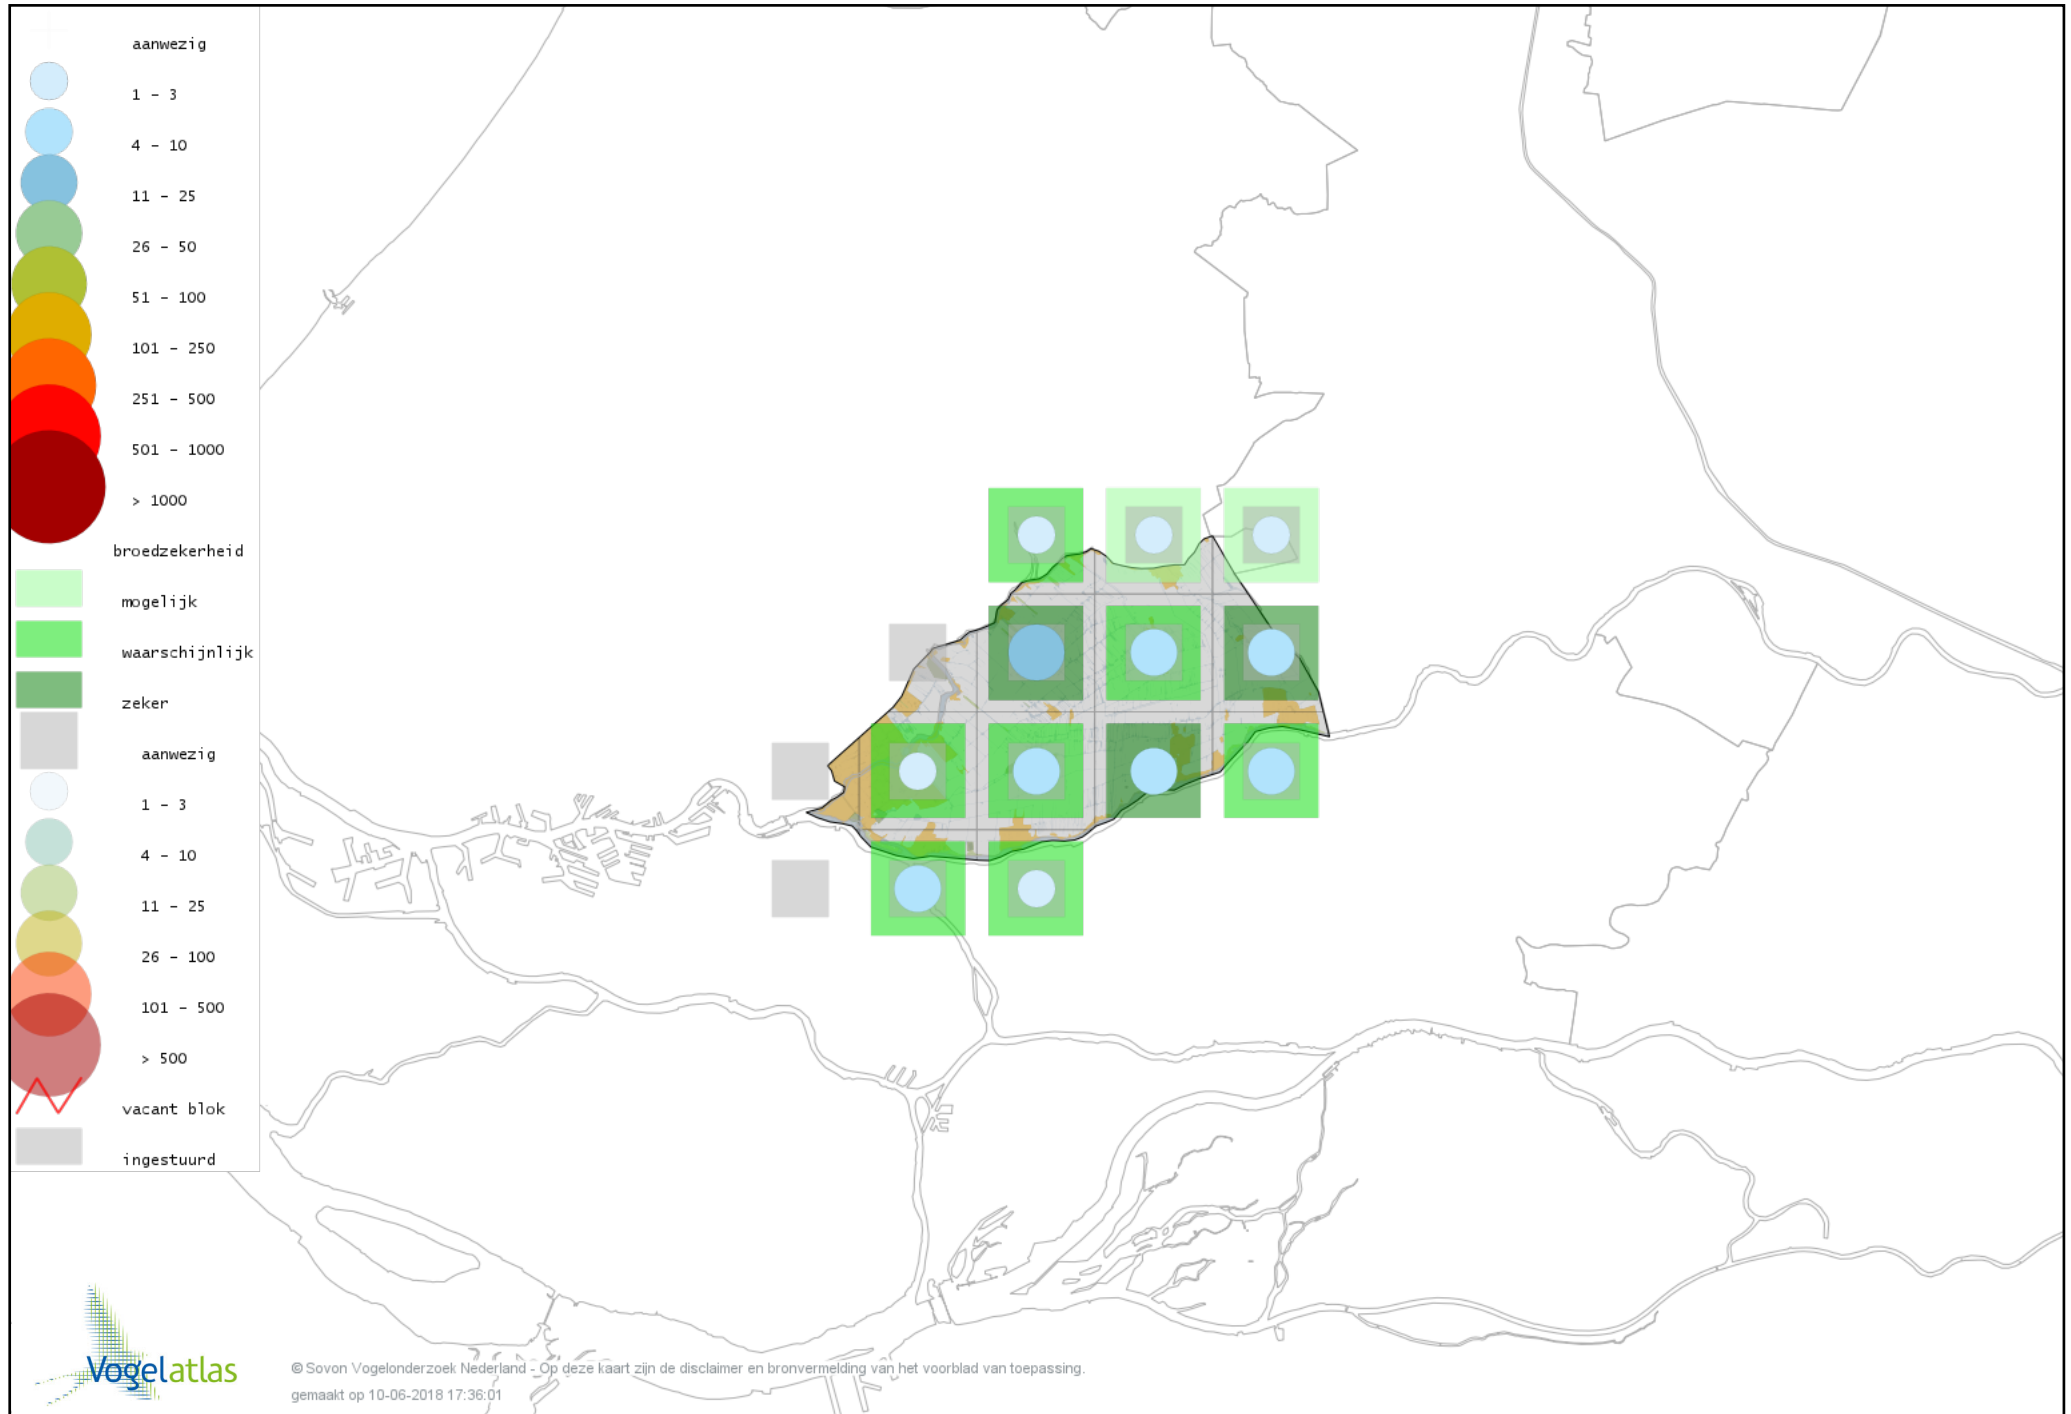 aanwezig
1 - 3
4 - 10
11 - 25
26 - 50
51 - 100
101 - 250
251 - 500
501 - 1000
> 1000
broedzekerheid
mogelijk
waarschijnlijk
zeker
aanwezig
1 - 3
4 - 10
11 - 25
26 - 100
101 - 500
> 500
vacant blok
ingestuurd
Vogelatlas
© Sovon Vogelonderzoek Nederland - Op deze kaart zijn de disclaimer en bronvermelding van het voorblad van toepassing.
gemaakt op 10-06-2018 17:36:01